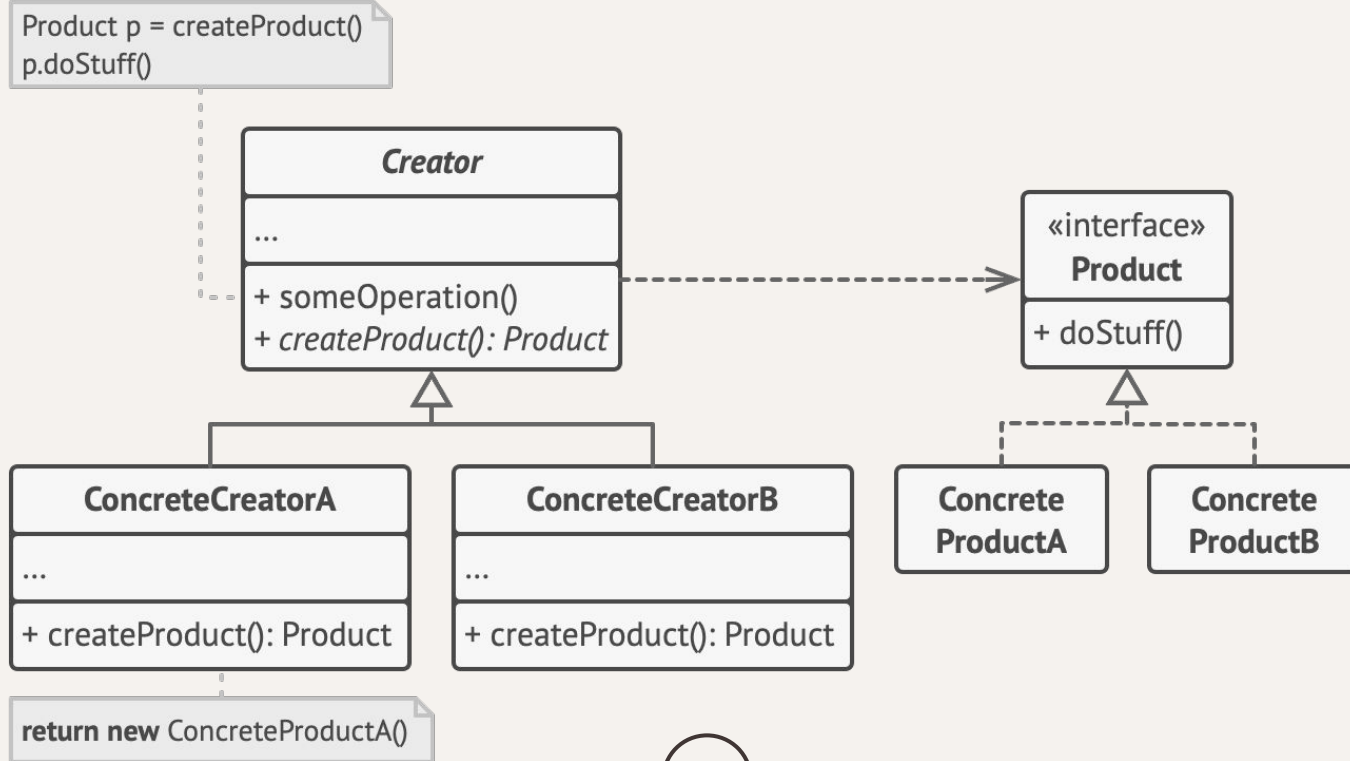 Product p = createProduct()
p.doStuff()
Creator
...
+ someOperation()
+ createProduct(): Product
«interface»
Product
+ doStuff()
ConcreteCreatorA
...
+ createProduct(): Product
ConcreteCreatorB
...
+ createProduct(): Product
Concrete
ProductA
Concrete
ProductB
return new ConcreteProductA()